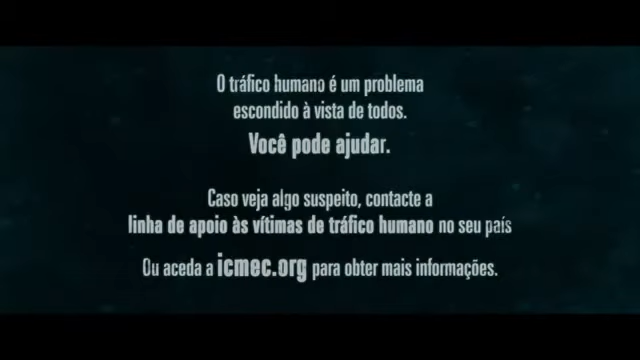 O tráfico humano é um problema
escondido à vista de todos.
Você pode ajudar.
Caso veja algo suspeito, contacte a
linha de apoio às vítimas de tráfico humano no seu país
Ou aceda a icmec.org para obter mais informações.